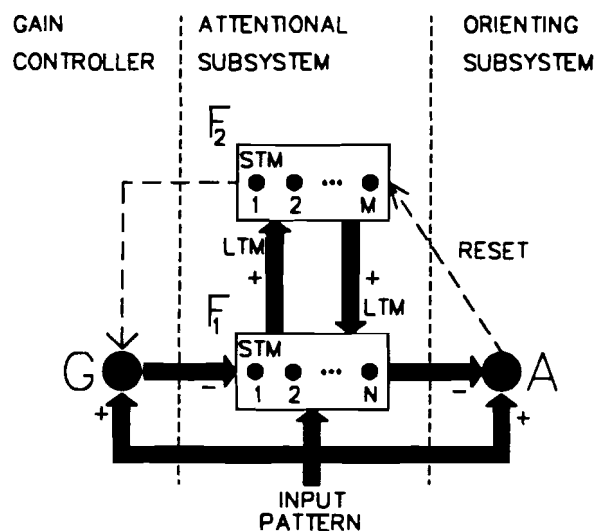 GAIN CONTROLLER
ATTENTIONAL SUBSYSTEM
ORIENTING SUBSYSTEM
F2
STM
1 2 ... M
LTM
+
+
LTM
RESET
F1
STM
1 2 ... N
G
-
-
A
+
+
INPUT
PATTERN